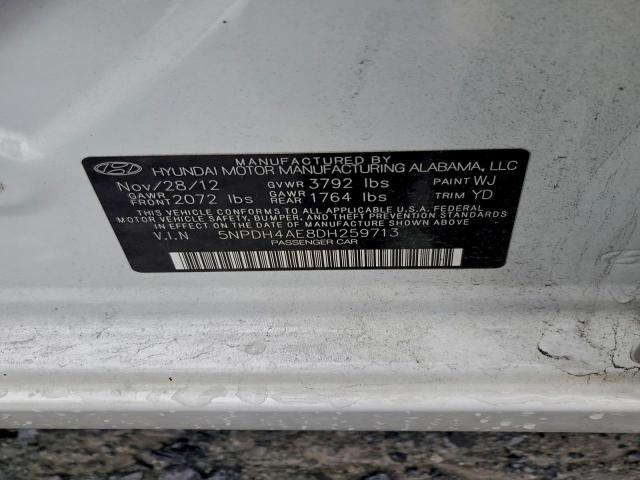 MANUFACTURED BY
HYUNDAI MOTOR MANUFACTURING ALABAMA, LLC
Nov/28/12 GVWR 3792 lbs PAINT WJ
GAWR FRONT 2072 lbs GAWR REAR 1764 lbs TRIM YD
THIS VEHICLE CONFORMS TO ALL APPLICABLE U.S.A. FEDERAL
MOTOR VEHICLE SAFETY, BUMPER, AND THEFT PREVENTION
STANDARDS IN EFFECT ON THE DATE OF MANUFACTURE SHOWN ABOVE
V.I.N 5NPDH4AE8DH259713
PASSENGER CAR